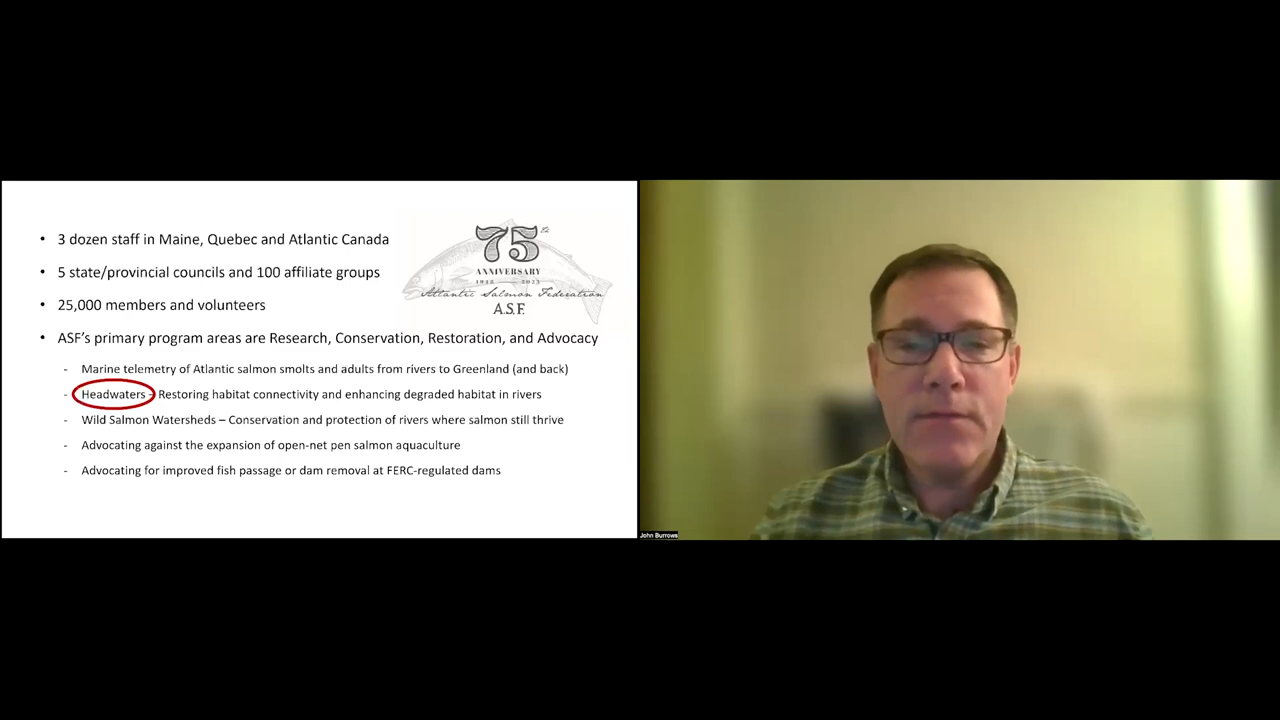 • 3 dozen staff in Maine, Quebec and Atlantic Canada
• 5 state/provincial councils and 100 affiliate groups
• 25,000 members and volunteers
• ASF's primary program areas are Research, Conservation, Restoration, and Advocacy
- Marine telemetry of Atlantic salmon smolts and adults from rivers to Greenland (and back)
- Headwaters - Restoring habitat connectivity and enhancing degraded habitat in rivers
- Wild Salmon Watersheds – Conservation and protection of rivers where salmon still thrive
- Advocating against the expansion of open-net pen salmon aquaculture
- Advocating for improved fish passage or dam removal at FERC-regulated dams
75th
ANNIVERSARY
1948 — 2023
Atlantic Salmon Federation
A.S.F.
John Burrows